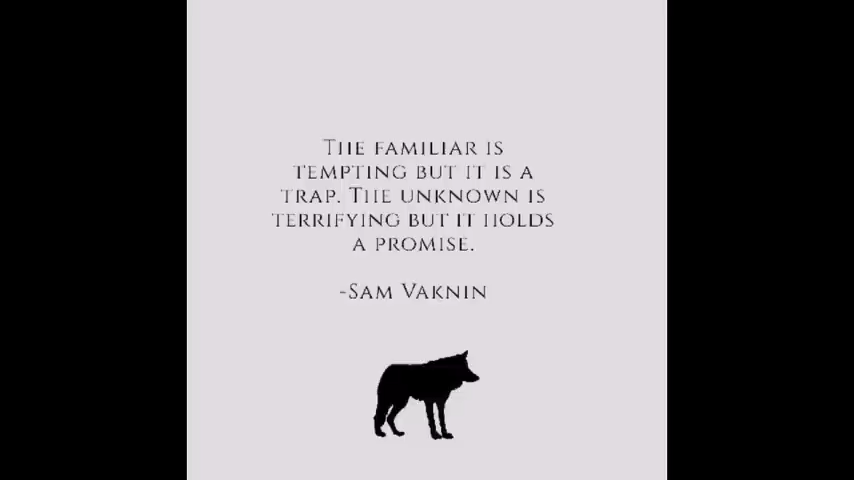 THE FAMILIAR IS
TEMPTING BUT IT IS A
TRAP. THE UNKNOWN IS
TERRIFYING BUT IT HOLDS
A PROMISE.
-SAM VAKNIN